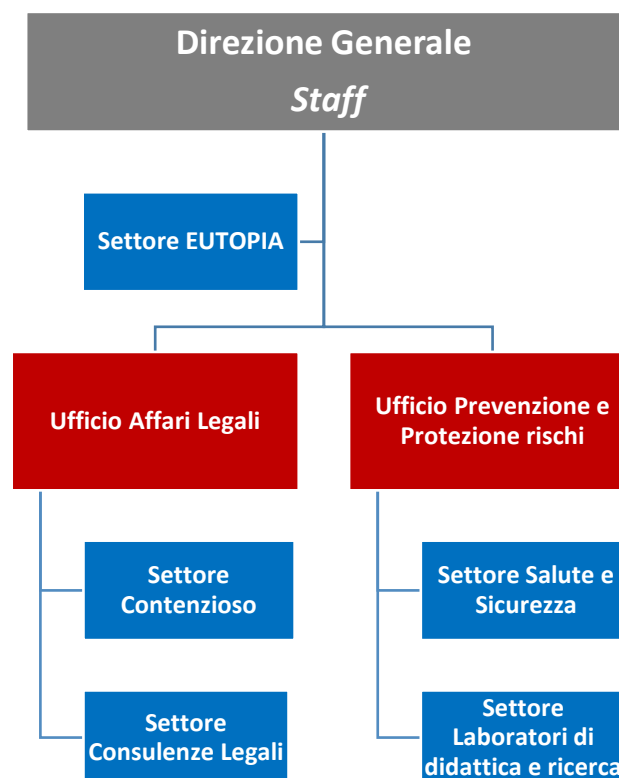 Direzione Generale
Staff
Settore EUTOPIA
Ufficio Affari Legali
Ufficio Prevenzione e
Protezione rischi
Settore
Contenzioso
Settore Salute e
Sicurezza
Settore
Consulenze Legali
Settore
Laboratori di
didattica e ricerca